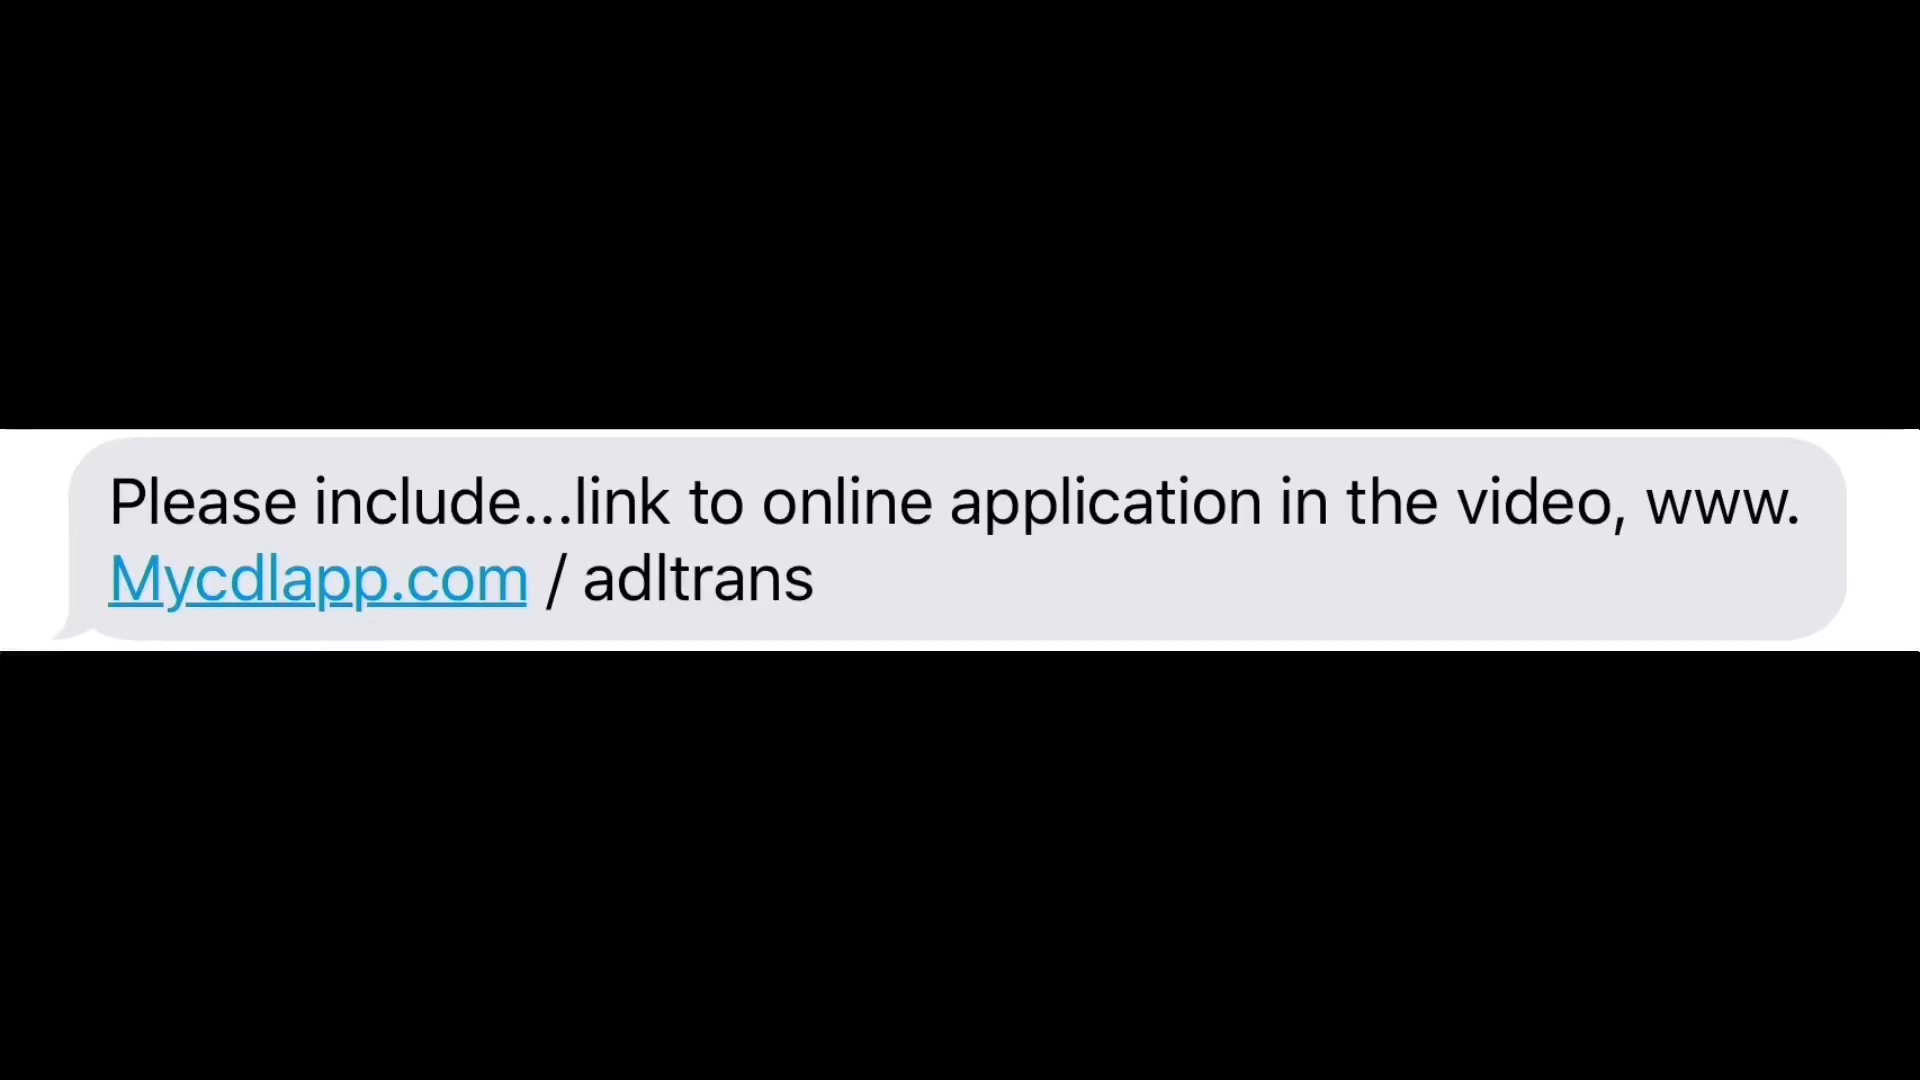 Please include...link to online application in the video, www.
Mycdlapp.com / adltrans